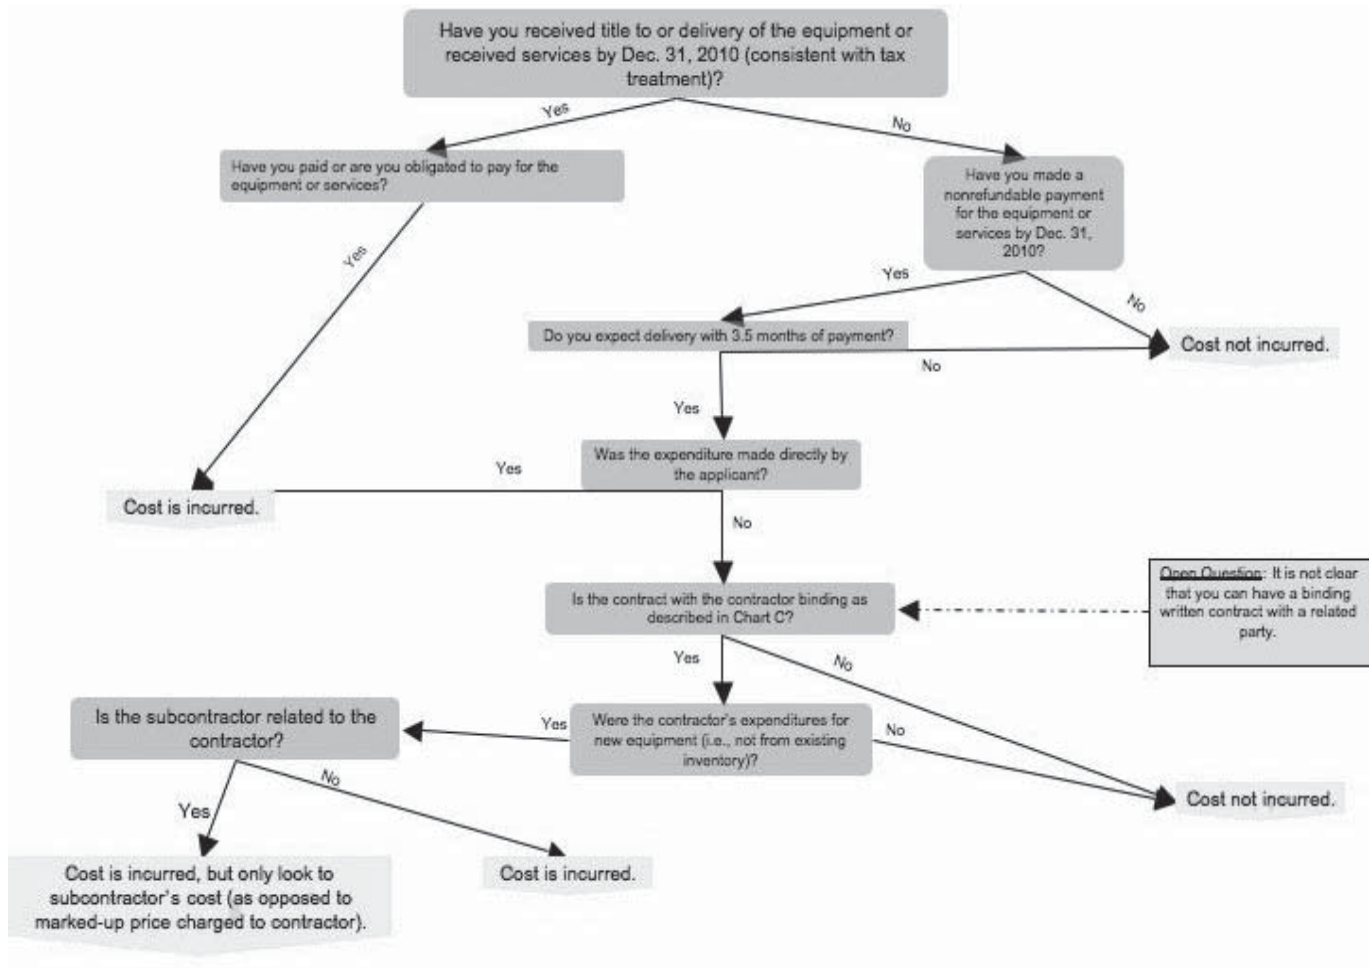 Have you received title to or delivery of the equipment or
received services by Dec. 31, 2010 (consistent with tax
treatment)?
Yes
No
Have you paid or are you obligated to pay for the
equipment or services?
Have you made a
nonrefundable payment
for the equipment or
services by Dec. 31,
2010?
Yes
Yes
No
Do you expect delivery with 3.5 months of payment?
Cost not incurred.
No
Yes
Was the expenditure made directly by
the applicant?
Yes
Cost is incurred.
No
Open Question: It is not clear
that you can have a binding
written contract with a related
party.
Is the contract with the contractor binding as
described in Chart C?
Yes
No
Is the subcontractor related to the
contractor?
Yes
Were the contractor's expenditures for
new equipment (i.e., not from existing
inventory)?
No
No
Yes
Cost not incurred.
Cost is incurred, but only look to
subcontractor's cost (as opposed to
marked-up price charged to contractor).
Cost is incurred.